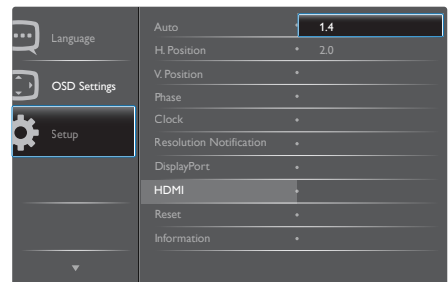 Language
OSD Settings
Setup
Auto
H. Position
V. Position
Phase
Clock
Resolution Notification
DisplayPort
HDMI
Reset
Information
1.4
2.0